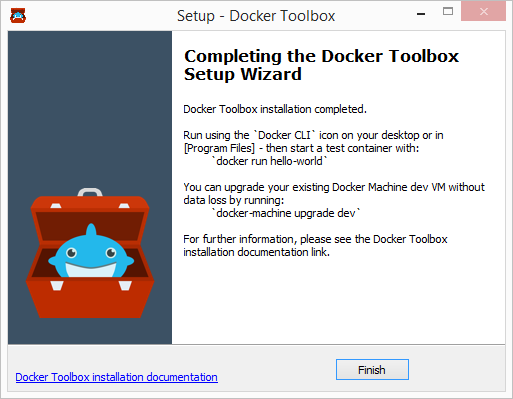 Setup - Docker Toolbox
Completing the Docker Toolbox
Setup Wizard
Docker Toolbox installation completed.
Run using the `Docker CLI` icon on your desktop or in
[Program Files] - then start a test container with:
`docker run hello-world`
You can upgrade your existing Docker Machine dev VM without
data loss by running:
`docker-machine upgrade dev`
For further information, please see the Docker Toolbox
installation documentation link.
Docker Toolbox installation documentation
Finish